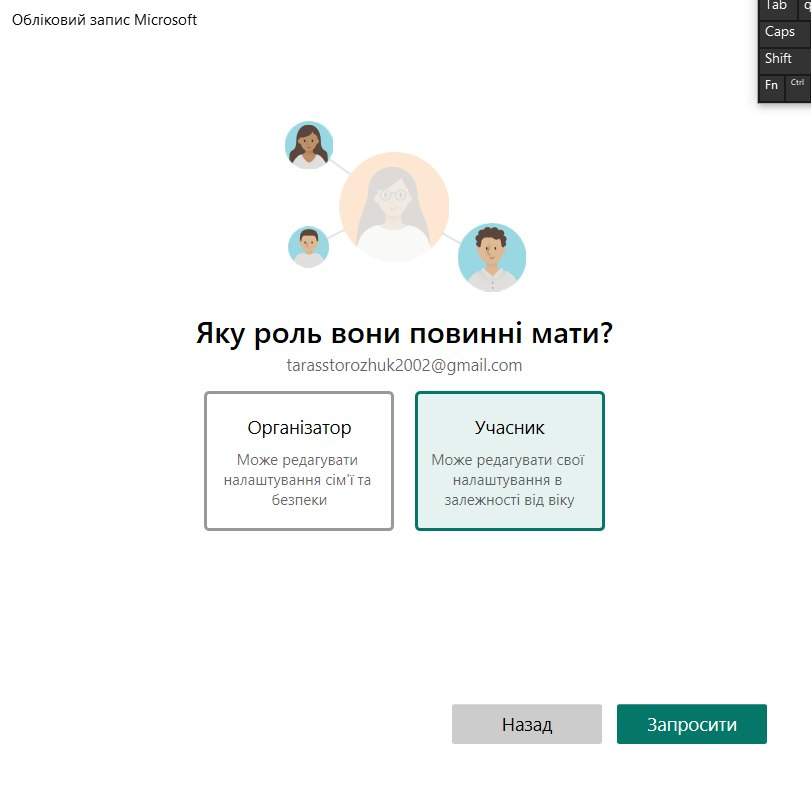 Обліковий запис Microsoft
Tab q
Caps
Shift
Fn Ctrl
Яку роль вони повинні мати?
tarasstorozhuk2002@gmail.com
Організатор
Може редагувати
налаштування сім'ї та
безпеки
Учасник
Може редагувати свої
налаштування в
залежності від віку
Назад
Запросити